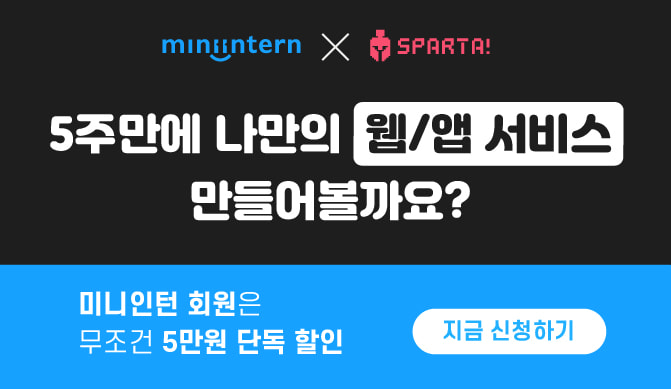 miniintern × SPARTA!
5주만에 나만의 웹/앱 서비스
만들어볼까요?
미니인턴 회원은
무조건 5만원 단독 할인
지금 신청하기